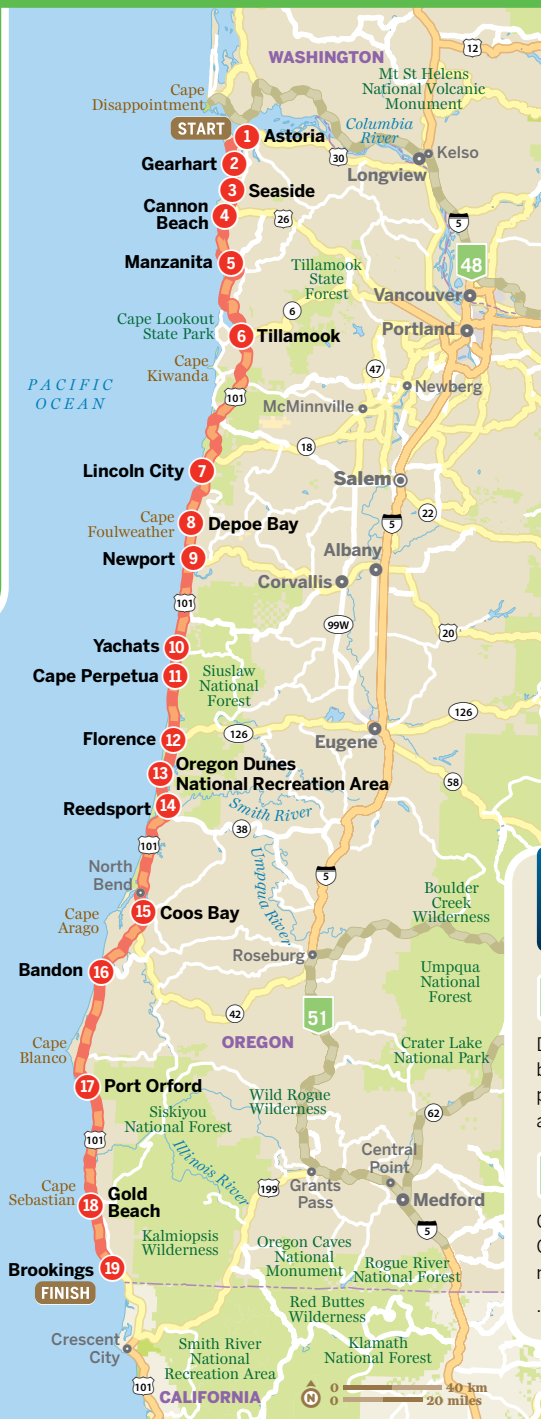 WASHINGTON
12
Mt St Helens
National Volcanic
Monument
Cape
Disappointment
START
1
Astoria
Columbia
River
30
Kelso
Longview
Gearhart
2
3
Seaside
Cannon
Beach
4
26
5
48
Manzanita
5
Tillamook
State
Forest
Vancouver
6
Cape Lookout
State Park
6
Tillamook
Portland
Cape
Kiwanda
47
Newberg
101
McMinnville
PACIFIC
OCEAN
18
Lincoln City
7
Salem
22
Cape
Foulweather
8
Depoe Bay
5
Newport
9
Albany
Corvallis
101
99W
20
Yachats
10
Cape Perpetua
11
Siuslaw
National
Forest
126
Florence
12
126
Eugene
13
Oregon Dunes
National Recreation Area
58
Reedsport
14
Smith River
38
101
Umpqua River
North
Bend
5
Boulder
Creek
Wilderness
Cape
Arago
15
Coos Bay
Roseburg
Bandon
16
Umpqua
National
Forest
42
51
OREGON
Cape
Blanco
Crater Lake
National Park
17
Port Orford
Wild Rogue
Wilderness
Siskiyou
National Forest
62
101
Illinois River
Central
Point
Cape
Sebastian
18
Gold
Beach
199
Grants
Pass
Medford
5
Kalmiopsis
Wilderness
Oregon Caves
National
Monument
Rogue River
National Forest
Brookings
19
FINISH
Red Buttes
Wilderness
Crescent
City
Smith River
National
Recreation Area
Klamath
National Forest
101
CALIFORNIA
N
0
40 km
0
20 miles
D
b
p
a